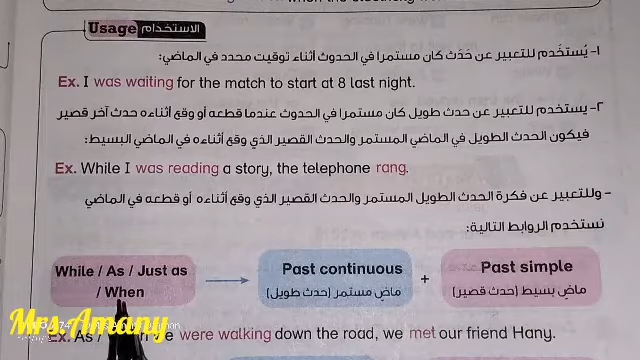 when the electricity
Usage الاستخدام
١- يُستخدم للتعبير عن حَدَث كان مستمرا في الحدوث أثناء توقيت محدد في الماضي:
Ex. I was waiting for the match to start at 8 last night.
٢- يستخدم للتعبير عن حدث طويل كان مستمرا في الحدوث عندما قطعه أو وقع أثناءه حدث آخر قصير
فيكون الحدث الطويل في الماضي المستمر والحدث القصير الذي وقع أثناءه في الماضي البسيط:
Ex. While I was reading a story, the telephone rang.
- وللتعبير عن فكرة الحدث الطويل المستمر والحدث القصير الذي وقع أثناءه أو قطعه في الماضي
نستخدم الروابط التالية:
While / As / Just as / When
Past continuous
ماضٍ مستمر (حدث طويل)
+
Past simple
ماضٍ بسيط (حدث قصير)
Mrs.Amany
Ex. As / we were walking down the road, we met our friend Hany.